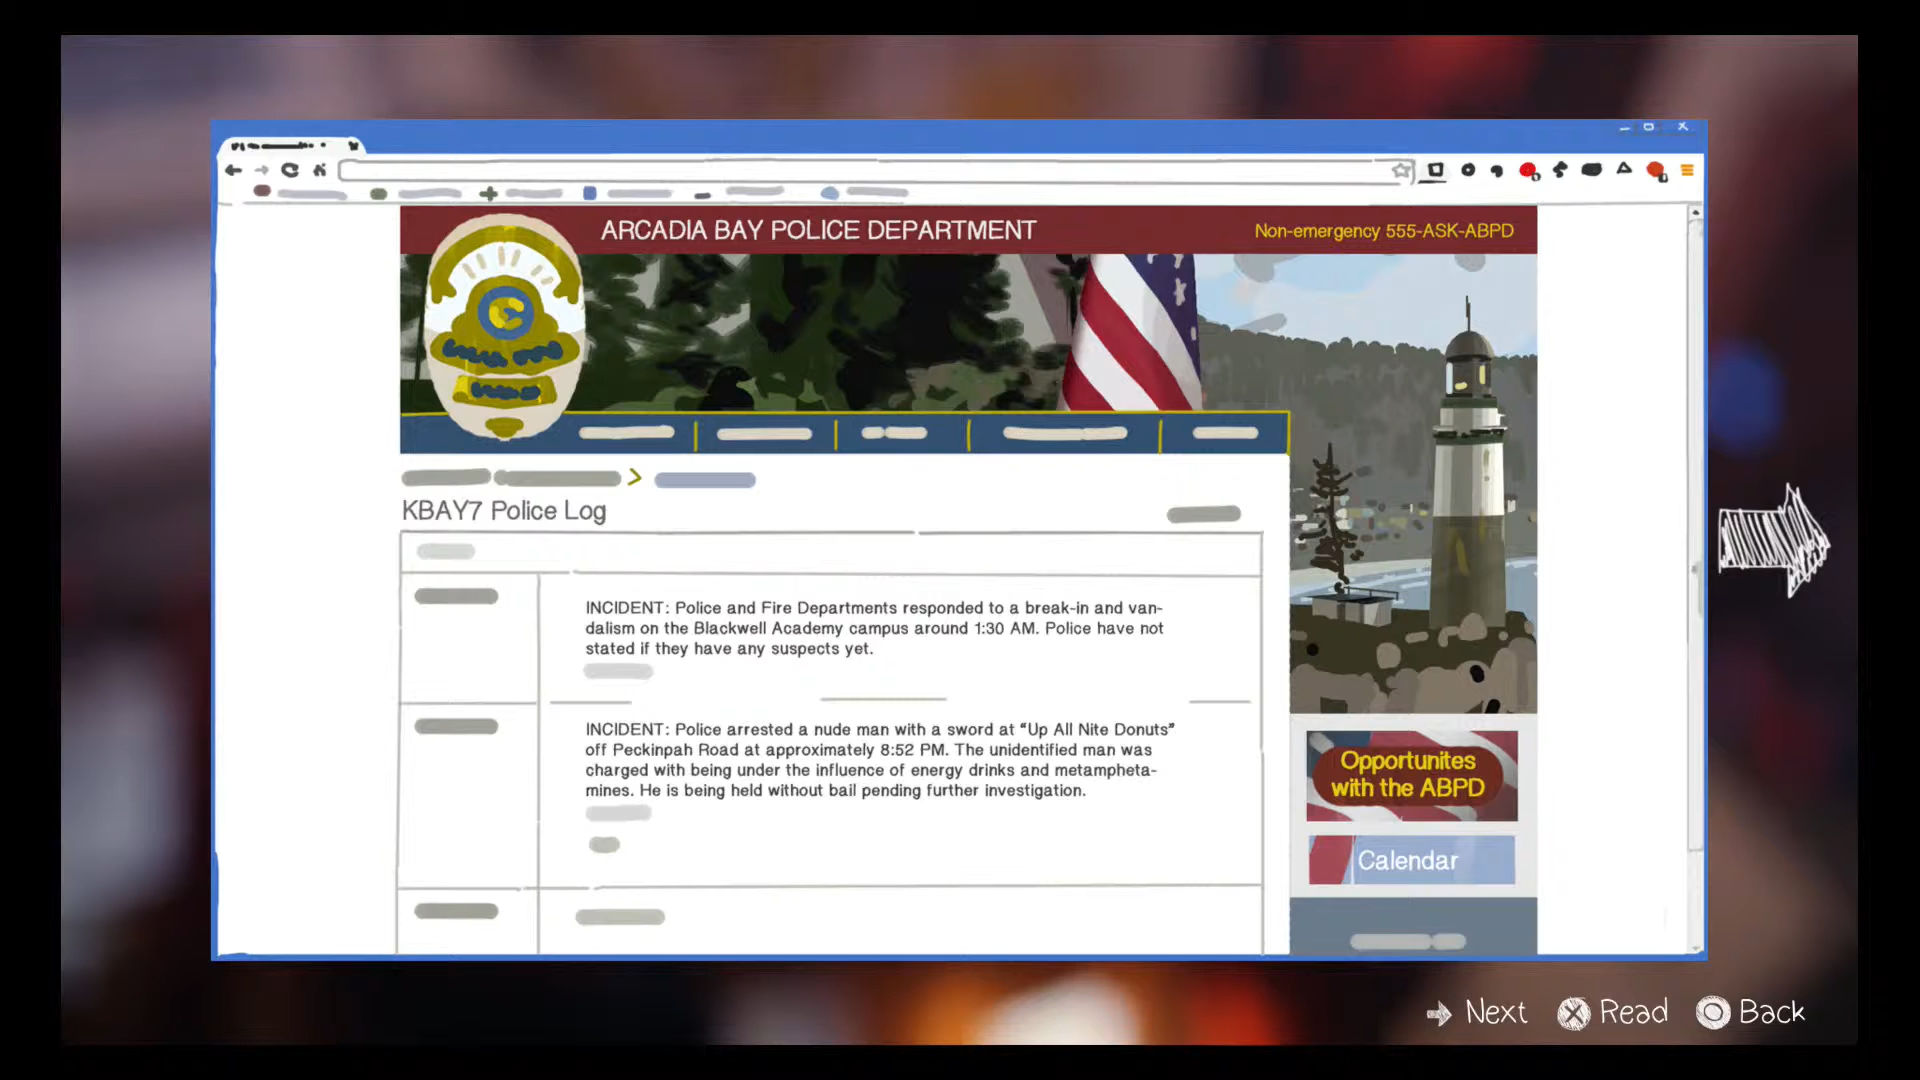 ARCADIA BAY POLICE DEPARTMENT
Non-emergency 555-ASK-ABPD
KBAY7 Police Log
INCIDENT: Police and Fire Departments responded to a break-in and van-
dalism on the Blackwell Academy campus around 1:30 AM. Police have not
stated if they have any suspects yet.
INCIDENT: Police arrested a nude man with a sword at “Up All Nite Donuts”
off Peckinpah Road at approximately 8:52 PM. The unidentified man was
charged with being under the influence of energy drinks and metampheta-
mines. He is being held without bail pending further investigation.
Opportunites
with the ABPD
Calendar
Next
Read
Back